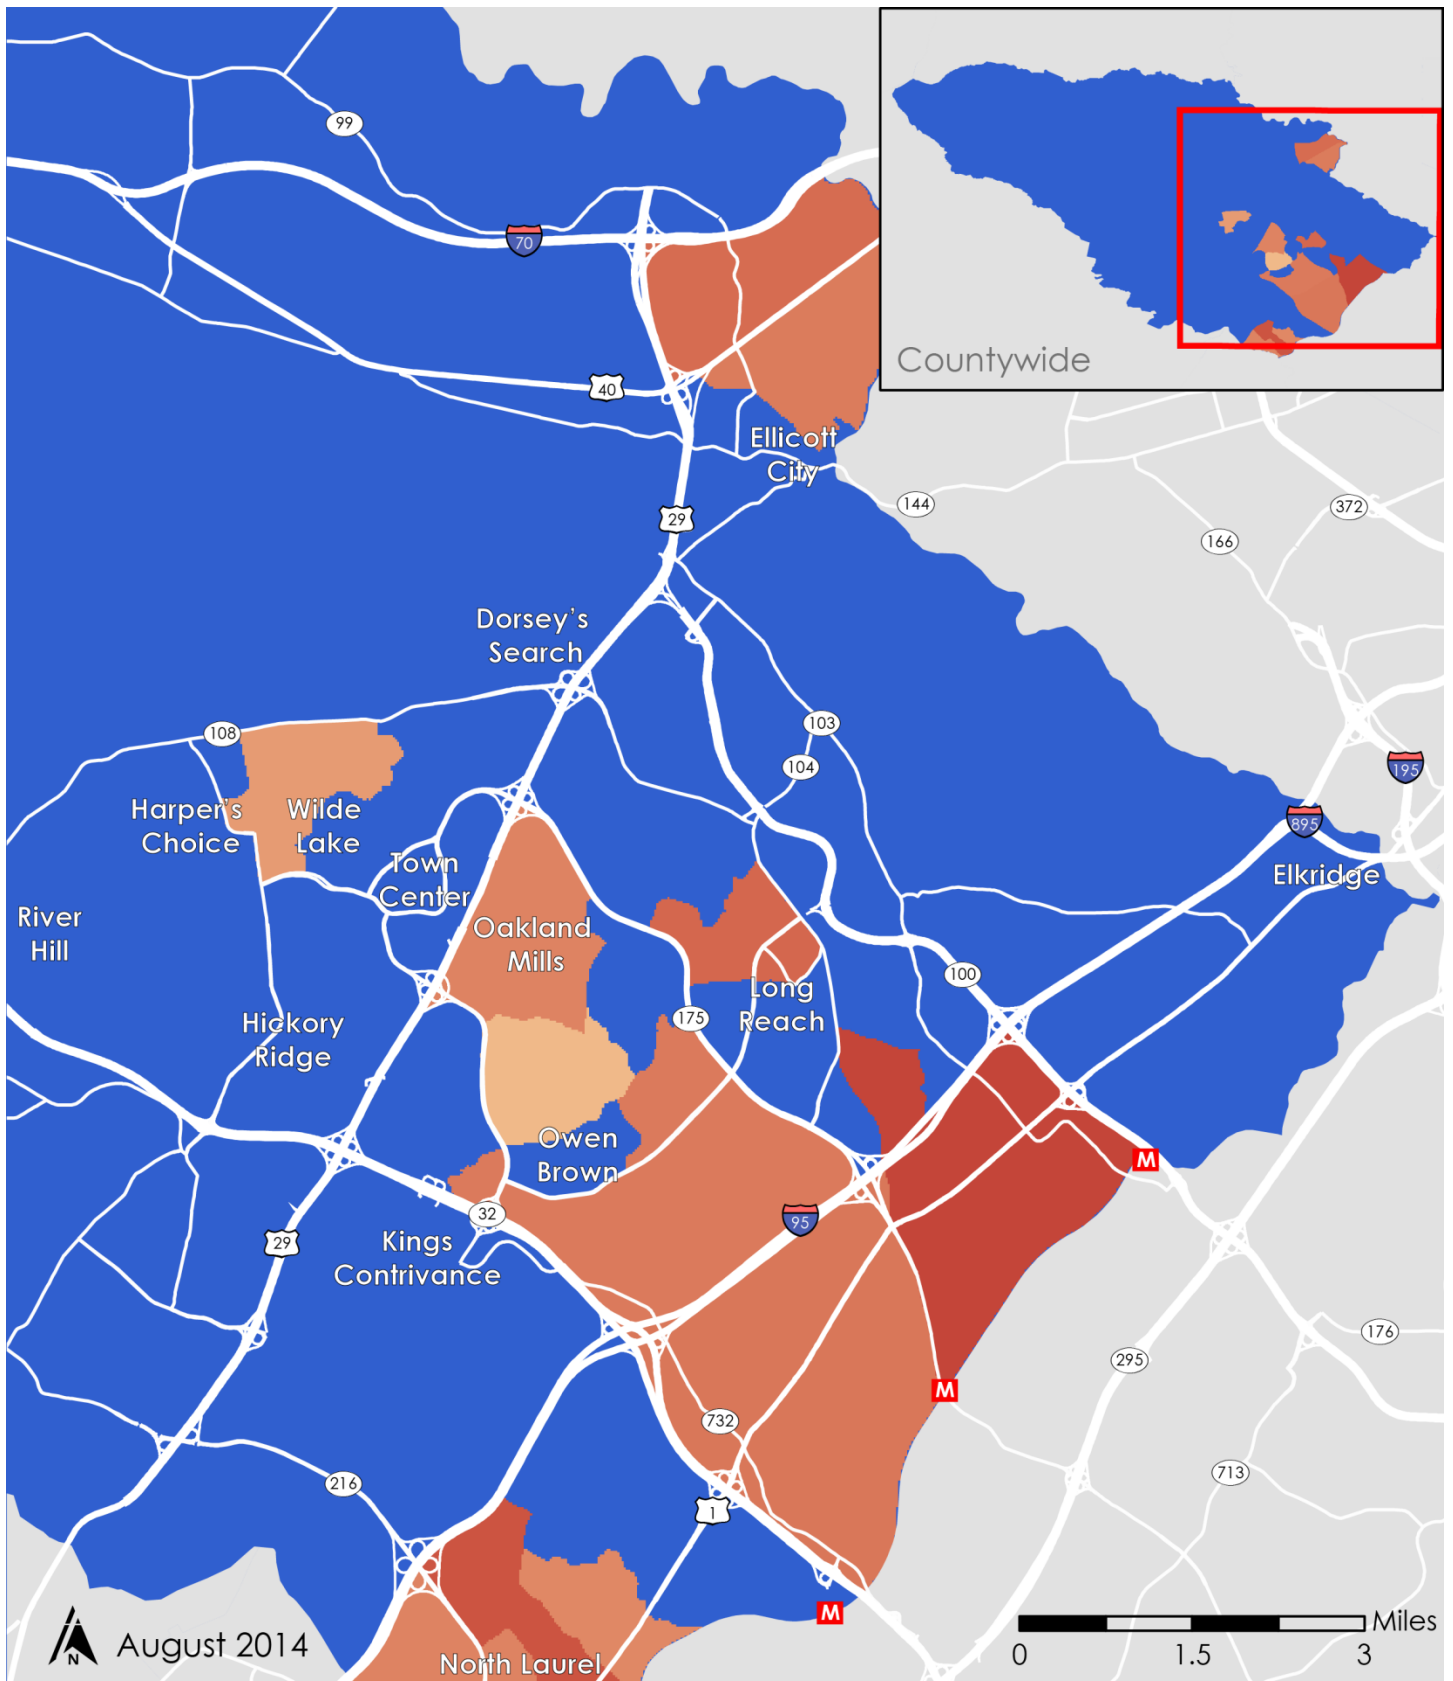 99
70
Countywide
40
Ellicott
City
144
372
29
166
Dorsey's
Search
108
103
104
195
Harper's
Choice
Wilde
Lake
895
Town
Center
Elkridge
River
Hill
Oakland
Mills
100
Long
Reach
175
Hickory
Ridge
Owen
Brown
M
32
95
29
Kings
Contrivance
176
295
M
732
713
216
1
M
Miles
0
1.5
3
N
August 2014
North Laurel